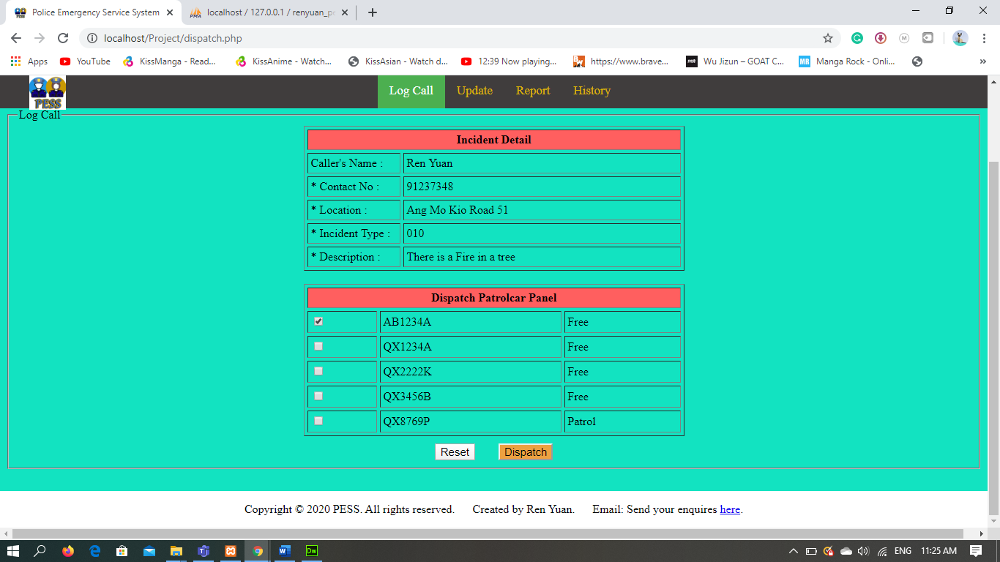 Police Emergency Service System
PMA localhost / 127.0.0.1 / renyuan_pe
localhost/Project/dispatch.php
Apps YouTube KissManga - Read... KissAnime - Watch... KissAsian - Watch d... 12:39 Now playing... https://www.brave... Wu Jizun – GOAT C... MR Manga Rock - Onli... »
PESS Log Call Update Report History
Log Call
Incident Detail
Caller's Name : Ren Yuan
* Contact No : 91237348
* Location : Ang Mo Kio Road 51
* Incident Type : 010
* Description : There is a Fire in a tree
Dispatch Patrolcar Panel
AB1234A Free
QX1234A Free
QX2222K Free
QX3456B Free
QX8769P Patrol
Reset Dispatch
Copyright © 2020 PESS. All rights reserved. Created by Ren Yuan. Email: Send your enquires here.
Dw ENG 11:25 AM